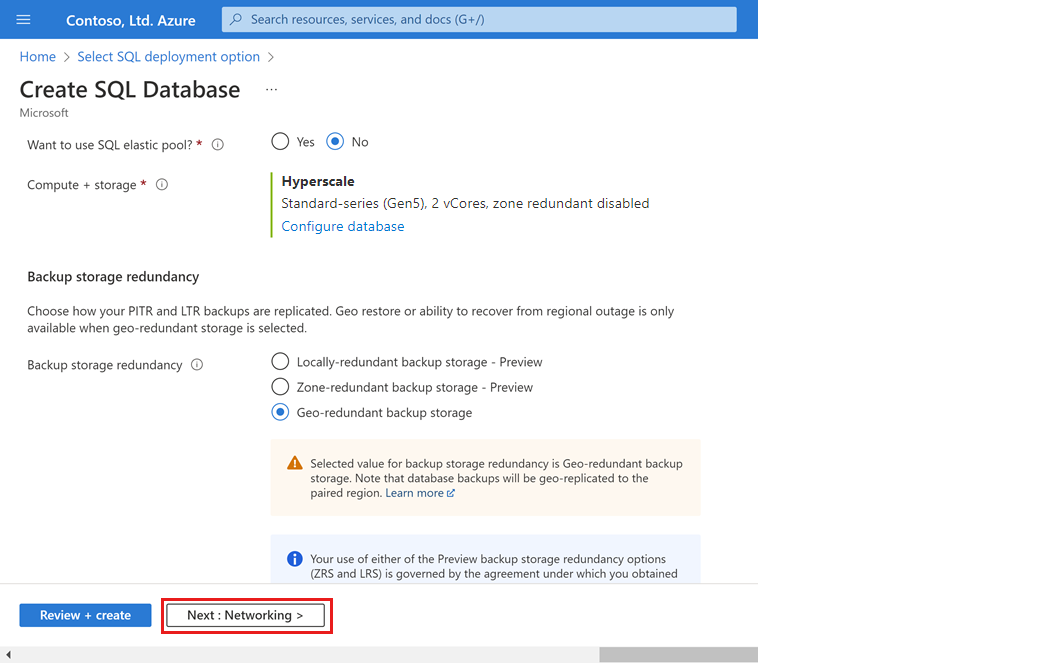 Contoso, Ltd. Azure
Search resources, services, and docs (G+/)
Home > Select SQL deployment option >
Create SQL Database ...
Microsoft
Want to use SQL elastic pool? *
Yes
No
Compute + storage *
Hyperscale
Standard-series (Gen5), 2 vCores, zone redundant disabled
Configure database
Backup storage redundancy
Choose how your PITR and LTR backups are replicated. Geo restore or ability to recover from regional outage is only
available when geo-redundant storage is selected.
Backup storage redundancy
Locally-redundant backup storage - Preview
Zone-redundant backup storage - Preview
Geo-redundant backup storage
Selected value for backup storage redundancy is Geo-redundant backup
storage. Note that database backups will be geo-replicated to the
paired region. Learn more
Your use of either of the Preview backup storage redundancy options
(ZRS and LRS) is governed by the agreement under which you obtained
Review + create
Next : Networking >